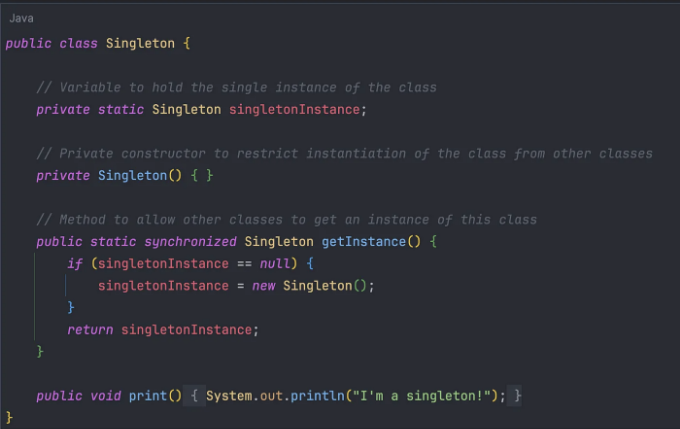 Java
public class Singleton {
// Variable to hold the single instance of the class
private static Singleton singletonInstance;
// Private constructor to restrict instantiation of the class from other classes
private Singleton() { }
// Method to allow other classes to get an instance of this class
public static synchronized Singleton getInstance() {
if (singletonInstance == null) {
singletonInstance = new Singleton();
}
return singletonInstance;
}
public void print() { System.out.println("I'm a singleton!"); }
}